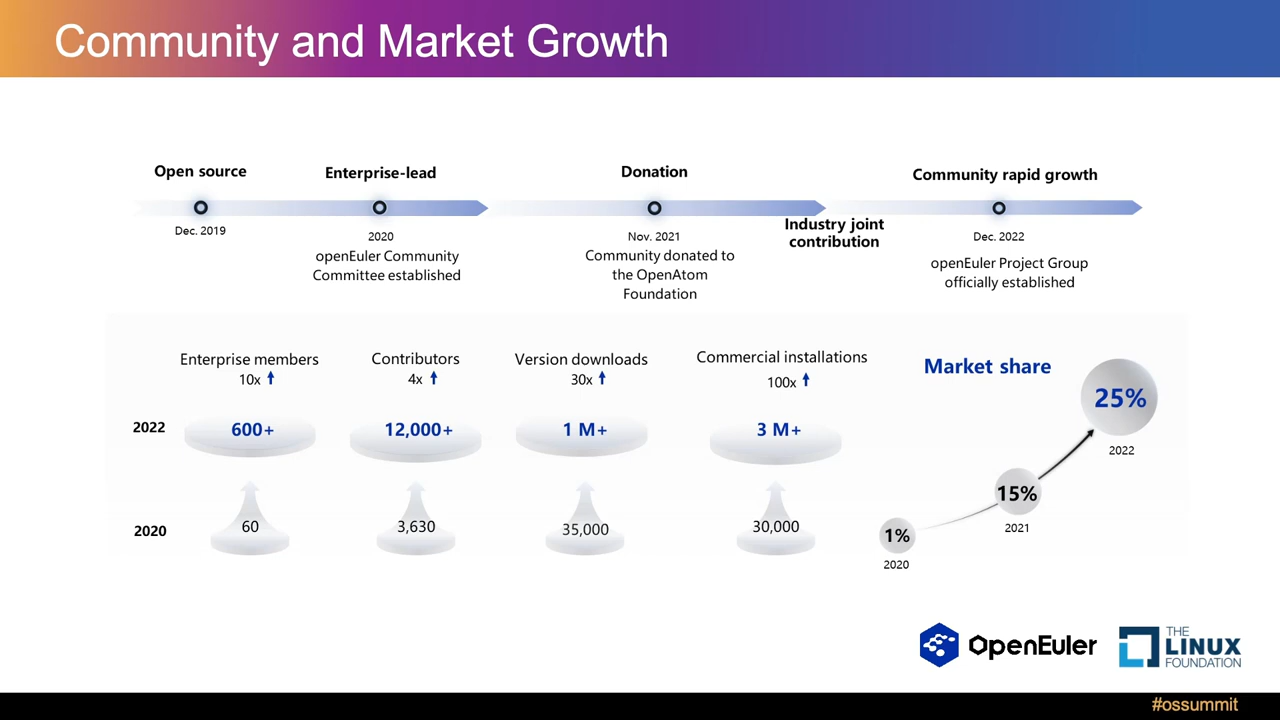 Community and Market Growth
Open source
Enterprise-lead
Donation
Community rapid growth
Dec. 2019
2020
openEuler Community
Committee established
Nov. 2021
Community donated to
the OpenAtom
Foundation
Industry joint
contribution
Dec. 2022
openEuler Project Group
officially established
Enterprise members
10x
Contributors
4x
Version downloads
30x
Commercial installations
100x
Market share
2022
600+
12,000+
1 M+
3 M+
25%
2022
2020
60
3,630
35,000
30,000
1%
2020
15%
2021
OpenEuler
THE
LINUX
FOUNDATION
#ossummit